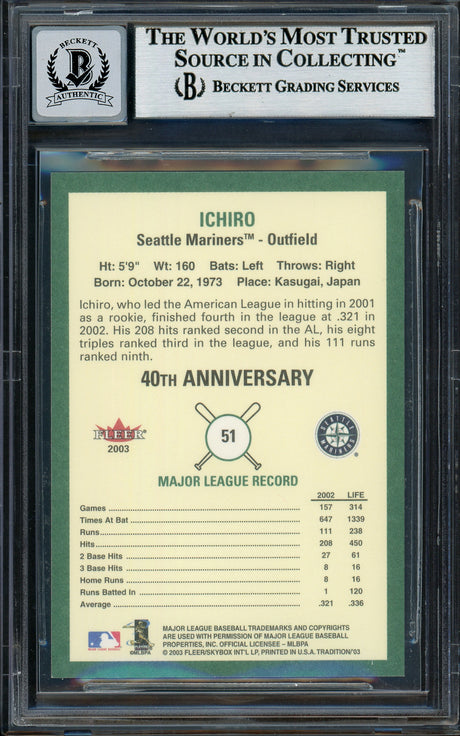 BECKETT
B
AUTHENTIC
THE WORLD'S MOST TRUSTED
SOURCE IN COLLECTING™
B BECKETT GRADING SERVICES
ICHIRO
Seattle Mariners™ - Outfield
Ht: 5'9" Wt: 160 Bats: Left Throws: Right
Born: October 22, 1973 Place: Kasugai, Japan
Ichiro, who led the American League in hitting in 2001
as a rookie, finished fourth in the league at .321 in
2002. His 208 hits ranked second in the AL, his eight
triples ranked third in the league, and his 111 runs
ranked ninth.
40TH ANNIVERSARY
FLEER
2003
51
SEATTLE MARINERS ®
MAJOR LEAGUE RECORD
2002 LIFE
Games 157 314
Times At Bat 647 1339
Runs 111 238
Hits 208 450
2 Base Hits 27 61
3 Base Hits 8 16
Home Runs 8 16
Runs Batted In 1 120
Average .321 .336
©MLBPA
MAJOR LEAGUE BASEBALL TRADEMARKS AND COPYRIGHTS
ARE USED WITH PERMISSION OF MAJOR LEAGUE BASEBALL
PROPERTIES, INC. OFFICIAL LICENSEE - MLBPA
© 2003 FLEER/SKYBOX INT'L LP, PRINTED IN U.S.A. TRADITION'03